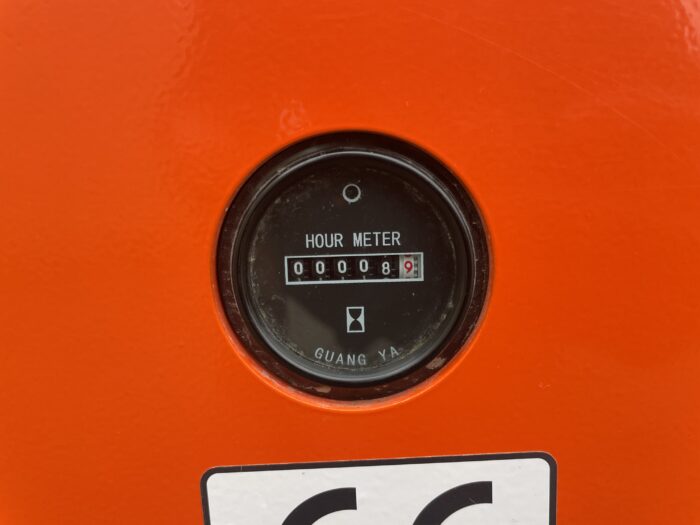 HOUR METER
000089
GUANG YA
CE